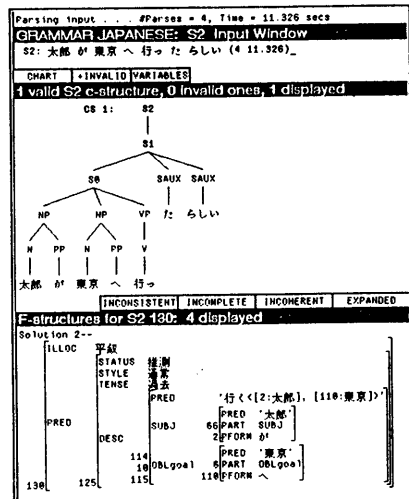 Parsing input . . . #Parses = 4, Time = 11.326 secs
GRAMMAR JAPANESE: S2 Input Window
S2: 太郎 が 東京 へ 行っ た らしい (4 11.326)_
CHART +INVALID VARIABLES
1 valid S2 c-structure, 0 invalid ones, 1 displayed
CS 1: S2
S1
S0 SAUX SAUX
NP NP VP た らしい
N PP N PP V
太郎 が 東京 へ 行っ
INCONSISTENT INCOMPLETE INCOHERENT EXPANDED
F-structures for S2 130: 4 displayed
Solution 2--
ILLOC 平叙
STATUS 推測
STYLE 通常
TENSE 過去
PRED '行く<[2:太郎], [110:東京]>'
PRED '太郎'
SUBJ 66 PART SUBJ
2 PFORM が
PRED
DESC
PRED '東京'
114
10 OBLgoal 6 PART OBLgoal
115 110 PFORM へ
130 125